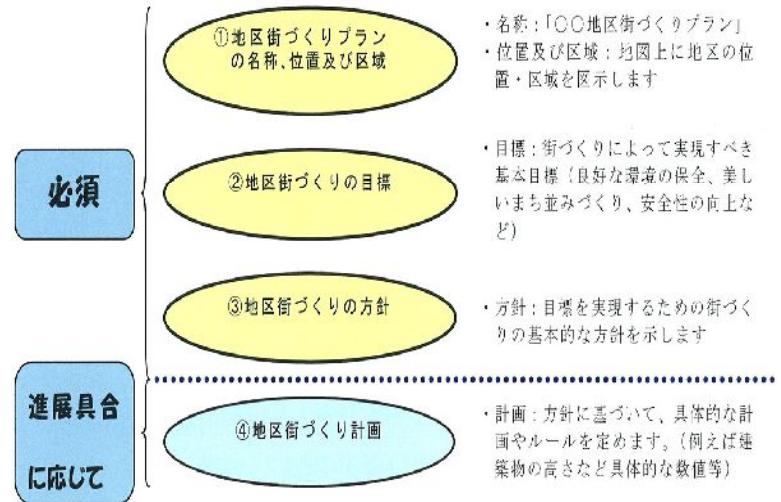 ①地区街づくりプラン
の名称、位置及び区域
・名称：「〇〇地区街づくりプラン」
・位置及び区域：地図上に地区の位
置・区域を図示します
必須
②地区街づくりの目標
・目標：街づくりによって実現すべき
基本目標（良好な環境の保全、美し
いまち並みづくり、安全性の向上な
ど）
③地区街づくりの方針
・方針：目標を実現するための街づく
りの基本的な方針を示します
進展具合
に応じて
④地区街づくり計画
・計画：方針に基づいて、具体的な計
画やルールを定めます。（例えば建
築物の高さなど具体的な数値等）